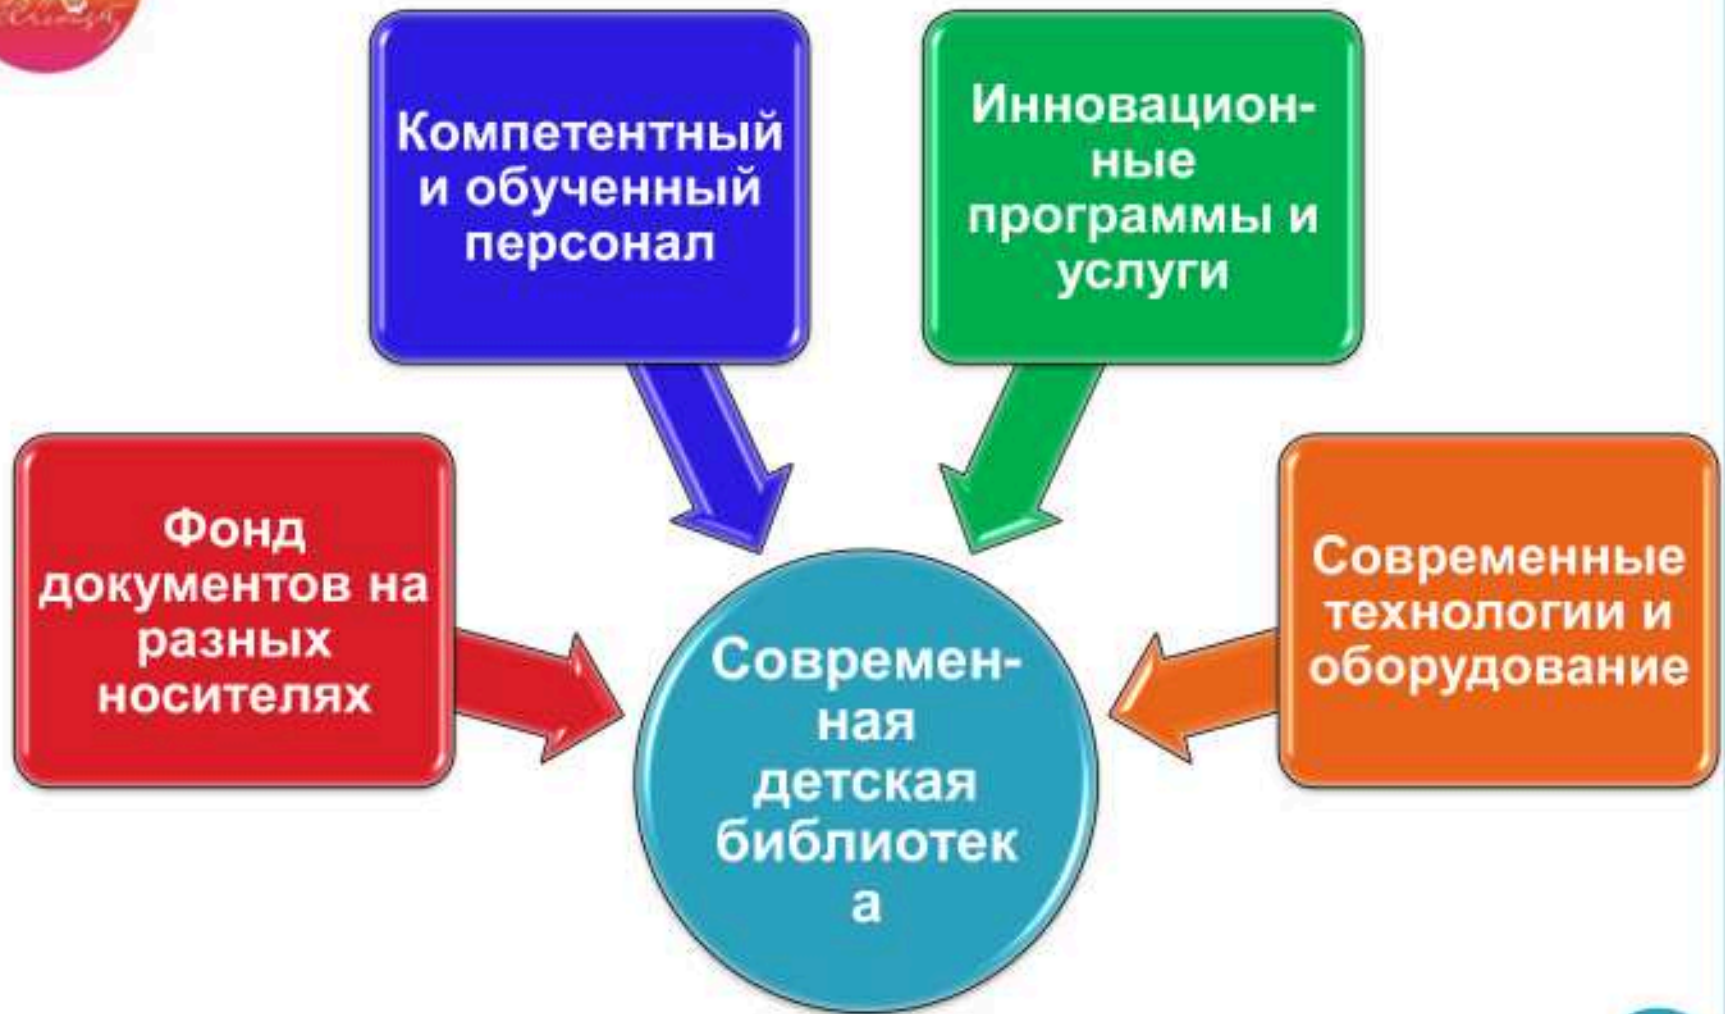 Компетентный
и обученный
персонал
Инновацион-
ные
программы и
услуги
Фонд
документов на
разных
носителях
Современные
технологии и
оборудование
Современ-
ная
детская
библиотек
а